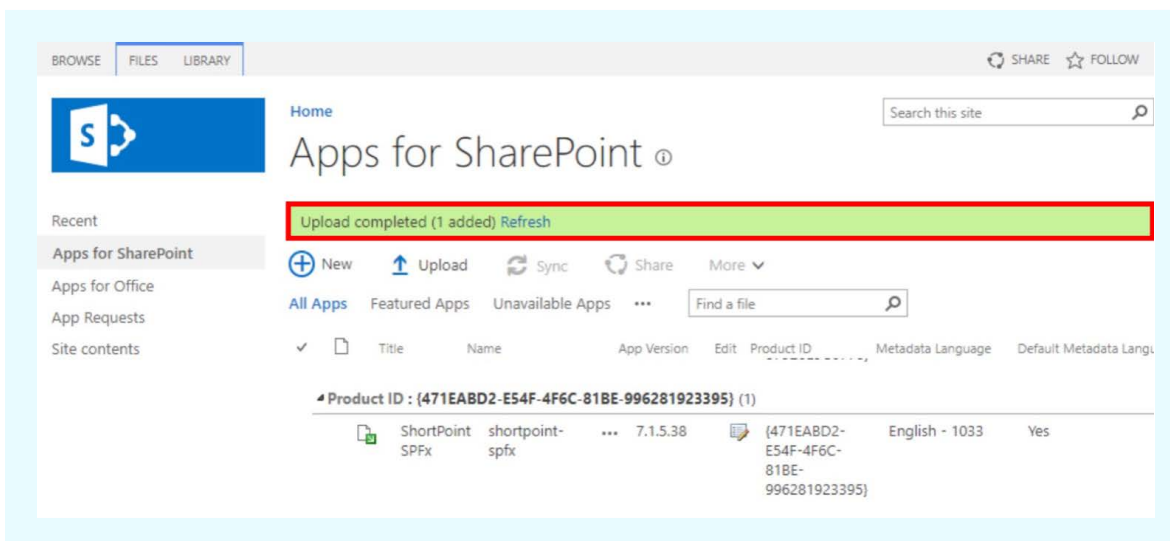 BROWSE FILES LIBRARY SHARE FOLLOW
S
Home
Search this site
Apps for SharePoint
Recent
Apps for SharePoint
Apps for Office
App Requests
Site contents
Upload completed (1 added) Refresh
New Upload Sync Share More
All Apps Featured Apps Unavailable Apps ••• Find a file
Title Name App Version Edit Product ID Metadata Language Default Metadata Langu
Product ID : {471EABD2-E54F-4F6C-81BE-996281923395} (1)
ShortPoint shortpoint- ••• 7.1.5.38 {471EABD2- English - 1033 Yes
SPFx spfx E54F-4F6C-
81BE-
996281923395}